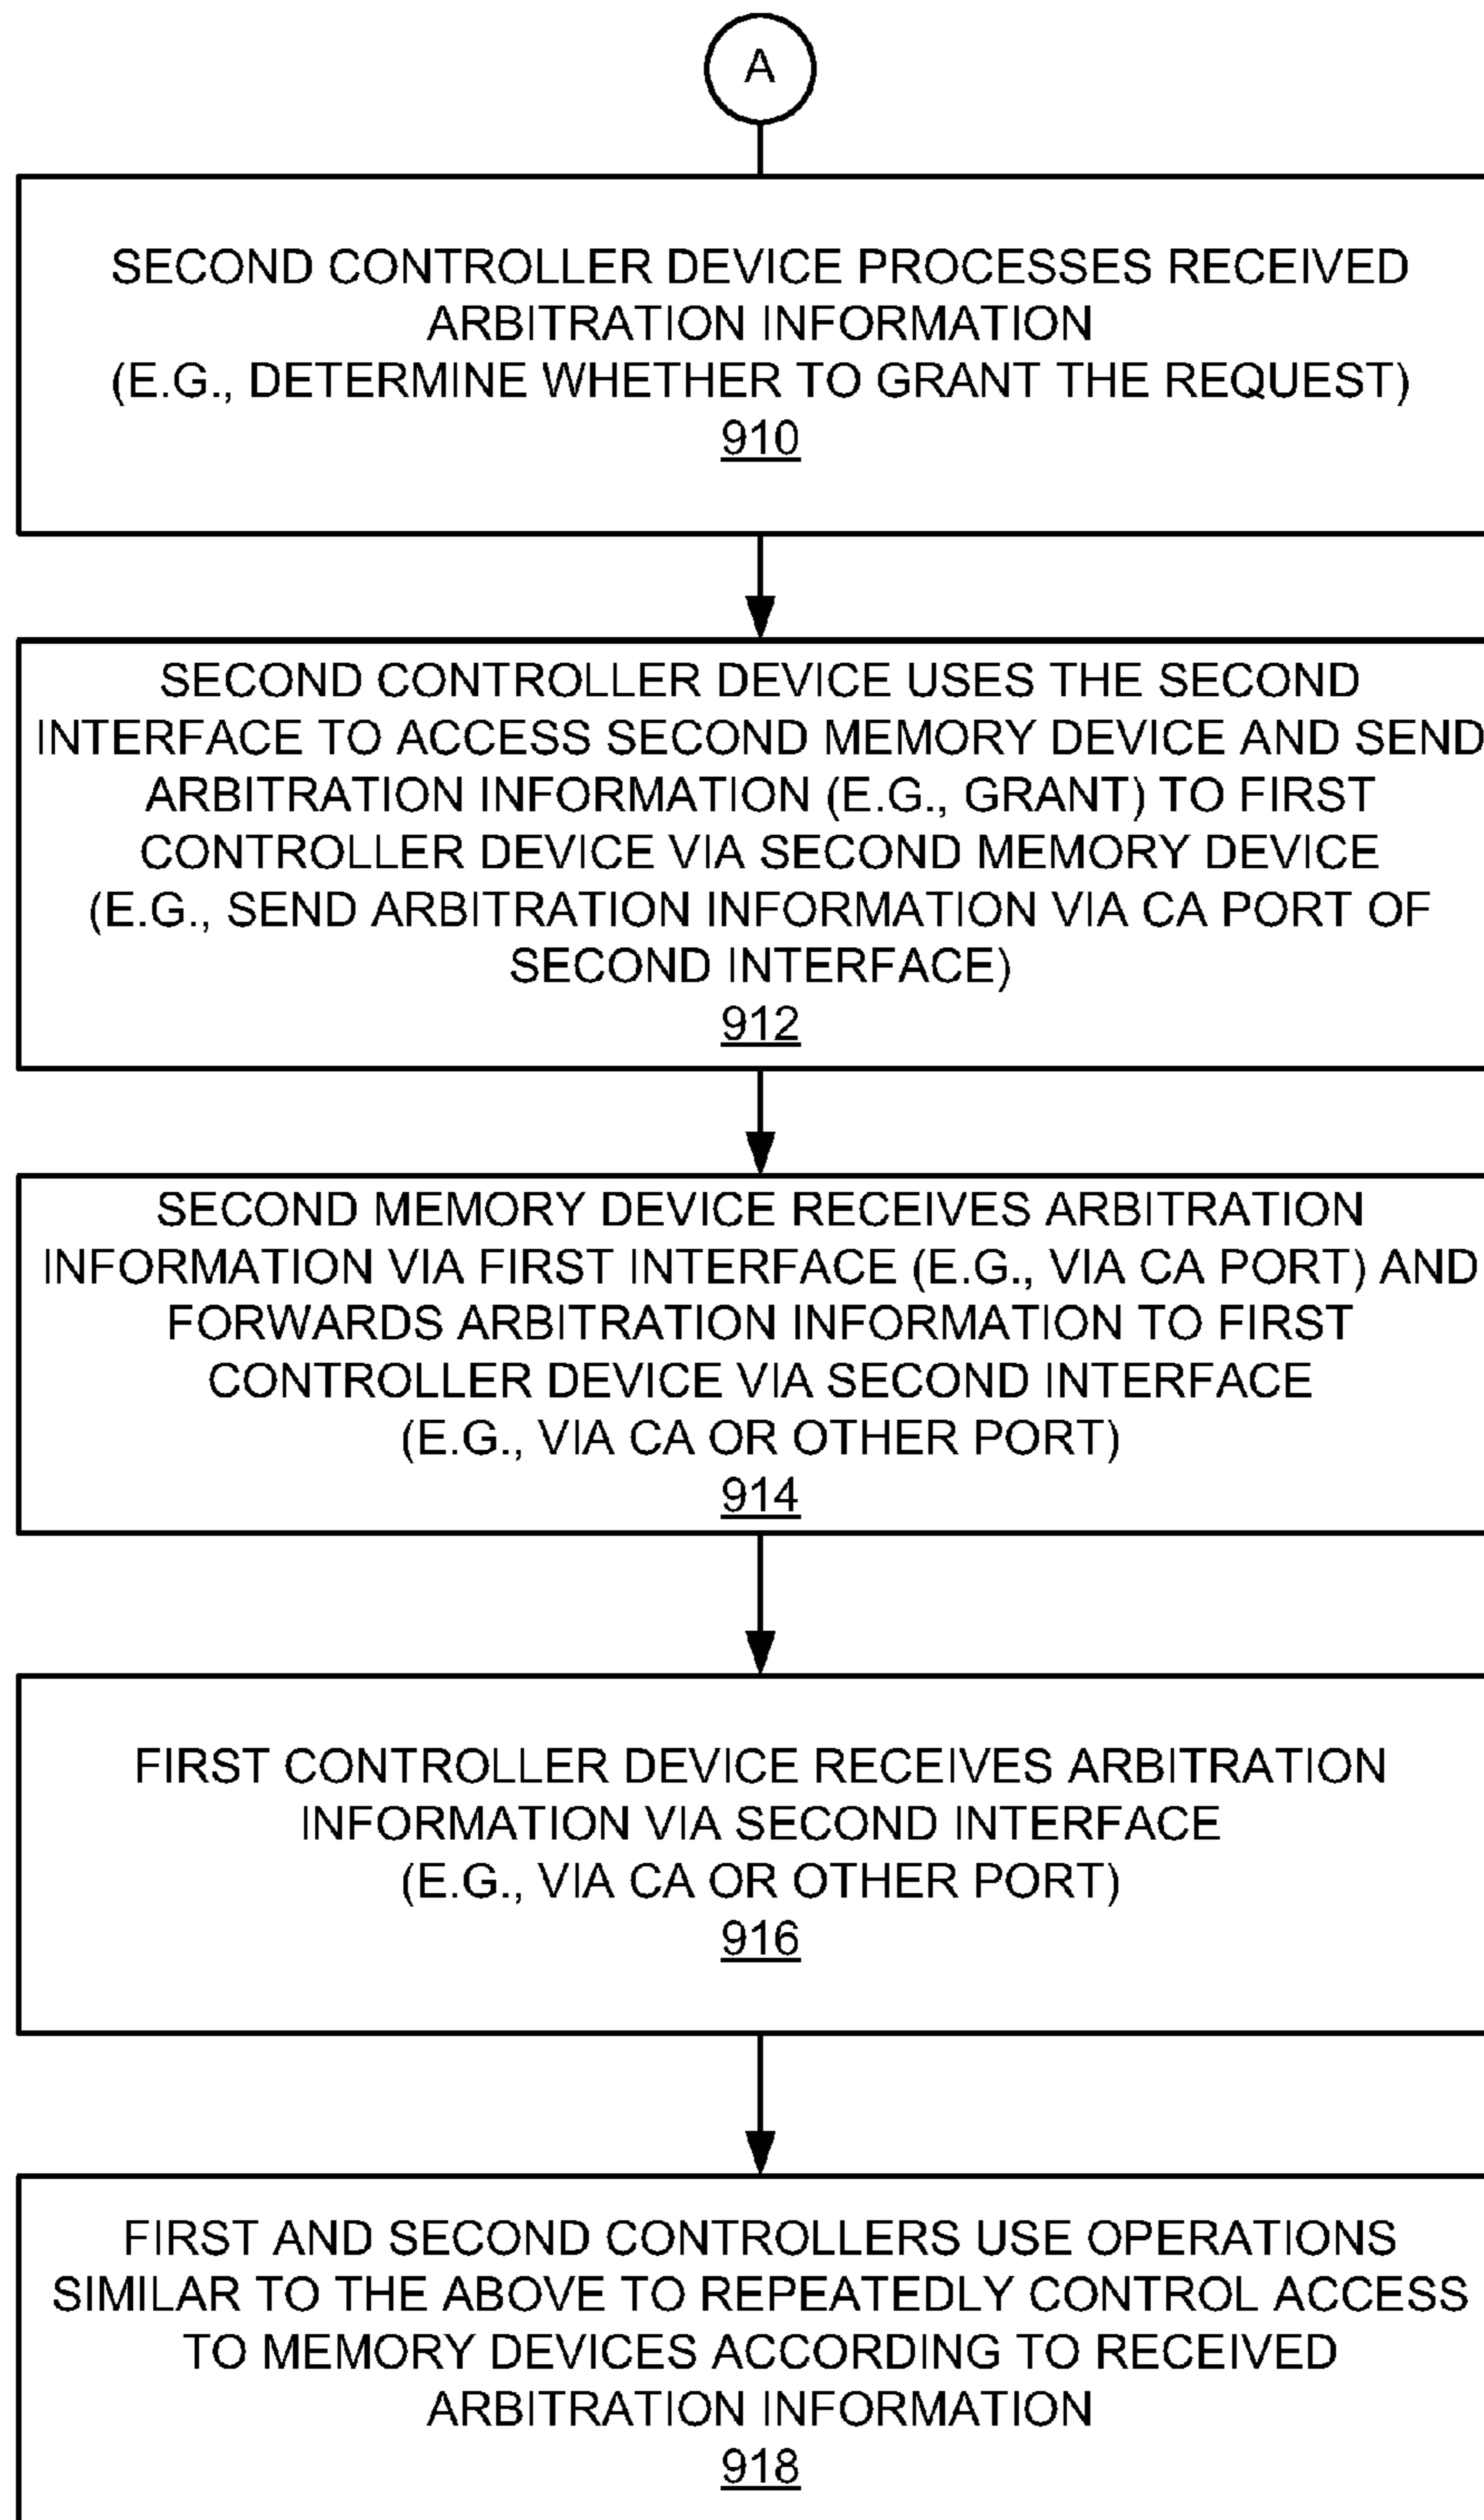 A
SECOND CONTROLLER DEVICE PROCESSES RECEIVED
ARBITRATION INFORMATION
(E.G., DETERMINE WHETHER TO GRANT THE REQUEST)
910
SECOND CONTROLLER DEVICE USES THE SECOND
INTERFACE TO ACCESS SECOND MEMORY DEVICE AND SEND
ARBITRATION INFORMATION (E.G., GRANT) TO FIRST
CONTROLLER DEVICE VIA SECOND MEMORY DEVICE
(E.G., SEND ARBITRATION INFORMATION VIA CA PORT OF
SECOND INTERFACE)
912
SECOND MEMORY DEVICE RECEIVES ARBITRATION
INFORMATION VIA FIRST INTERFACE (E.G., VIA CA PORT) AND
FORWARDS ARBITRATION INFORMATION TO FIRST
CONTROLLER DEVICE VIA SECOND INTERFACE
(E.G., VIA CA OR OTHER PORT)
914
FIRST CONTROLLER DEVICE RECEIVES ARBITRATION
INFORMATION VIA SECOND INTERFACE
(E.G., VIA CA OR OTHER PORT)
916
FIRST AND SECOND CONTROLLERS USE OPERATIONS
SIMILAR TO THE ABOVE TO REPEATEDLY CONTROL ACCESS
TO MEMORY DEVICES ACCORDING TO RECEIVED
ARBITRATION INFORMATION
918